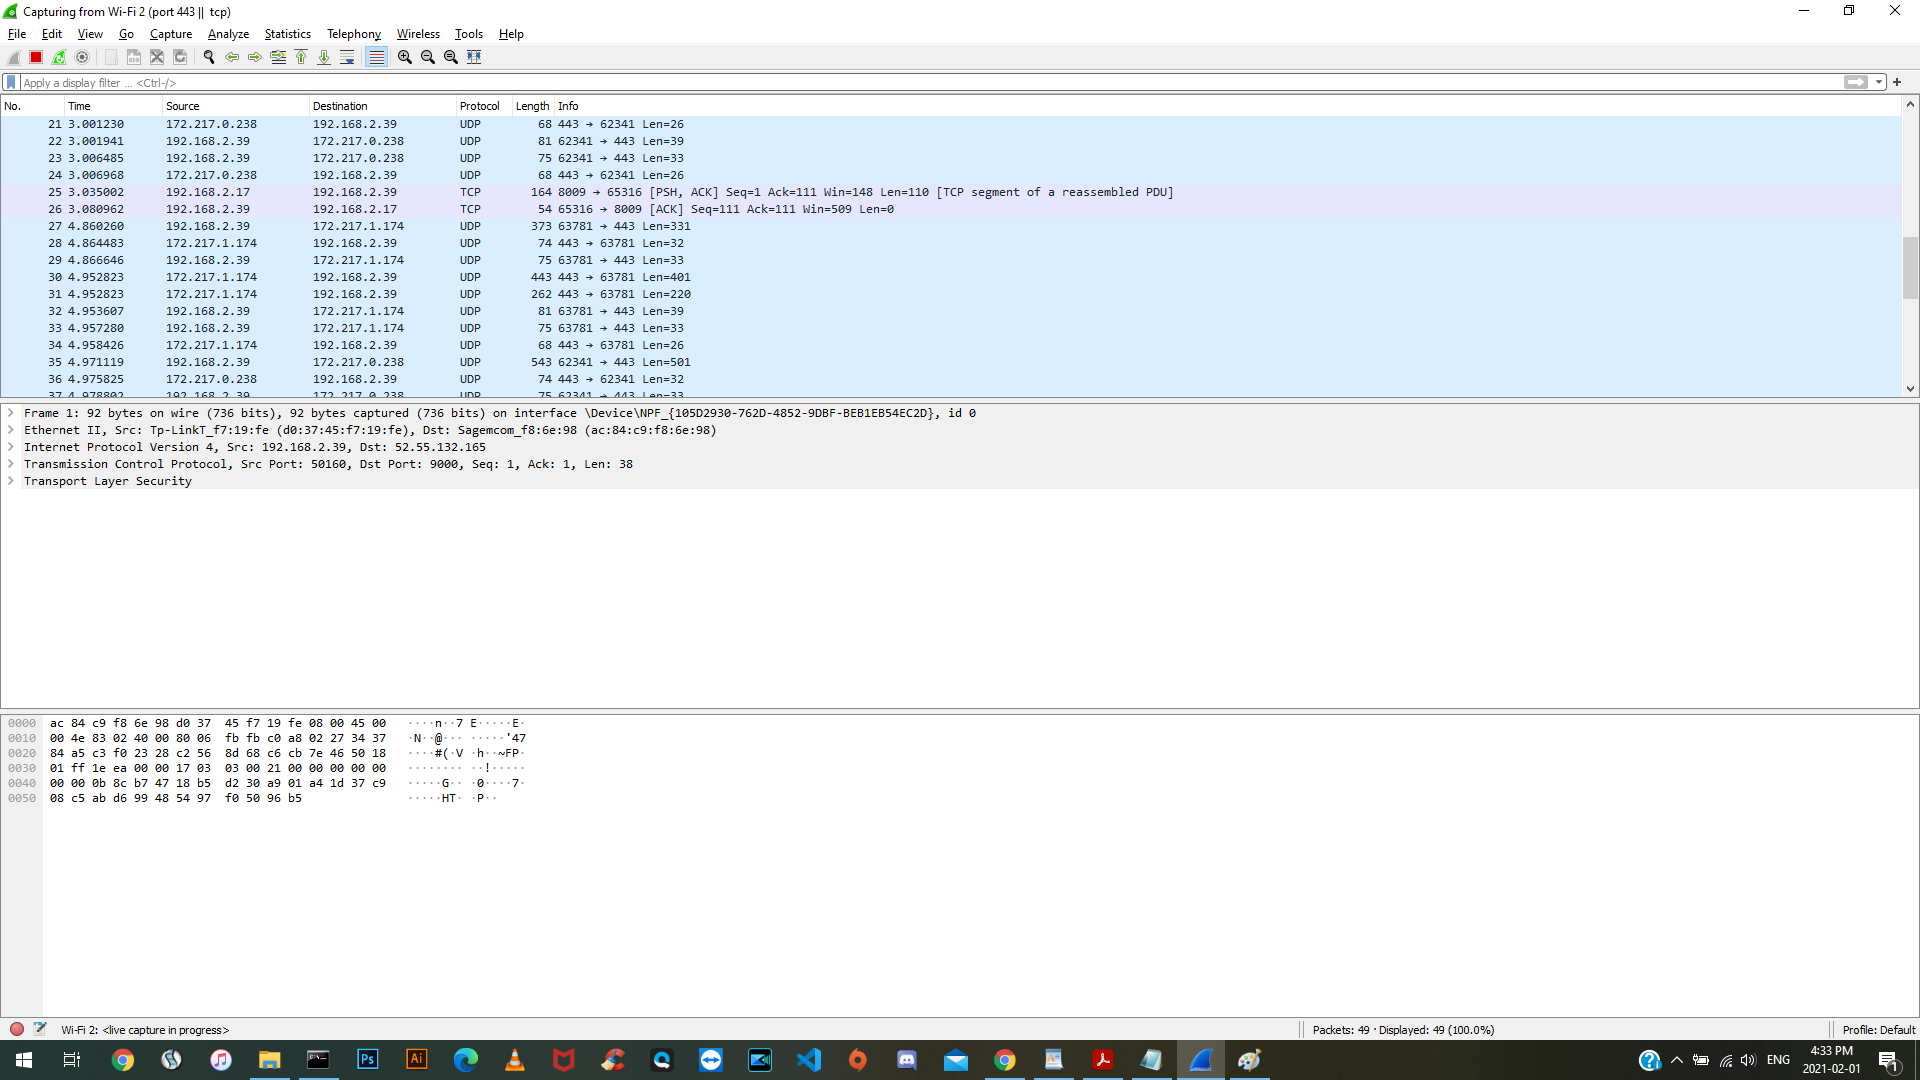 Capturing from Wi-Fi 2 (port 443 || tcp)
File Edit View Go Capture Analyze Statistics Telephony Wireless Tools Help
Apply a display filter ... <Ctrl-/>
No. Time Source Destination Protocol Length Info
21 3.001230 172.217.0.238 192.168.2.39 UDP 68 443 → 62341 Len=26
22 3.001941 192.168.2.39 172.217.0.238 UDP 81 62341 → 443 Len=39
23 3.006485 192.168.2.39 172.217.0.238 UDP 75 62341 → 443 Len=33
24 3.006968 172.217.0.238 192.168.2.39 UDP 68 443 → 62341 Len=26
25 3.035002 192.168.2.17 192.168.2.39 TCP 164 8009 → 65316 [PSH, ACK] Seq=1 Ack=111 Win=148 Len=110 [TCP segment of a reassembled PDU]
26 3.080962 192.168.2.39 192.168.2.17 TCP 54 65316 → 8009 [ACK] Seq=111 Ack=111 Win=509 Len=0
27 4.860260 192.168.2.39 172.217.1.174 UDP 373 63781 → 443 Len=331
28 4.864483 172.217.1.174 192.168.2.39 UDP 74 443 → 63781 Len=32
29 4.866646 192.168.2.39 172.217.1.174 UDP 75 63781 → 443 Len=33
30 4.952823 172.217.1.174 192.168.2.39 UDP 443 443 → 63781 Len=401
31 4.952823 172.217.1.174 192.168.2.39 UDP 262 443 → 63781 Len=220
32 4.953607 192.168.2.39 172.217.1.174 UDP 81 63781 → 443 Len=39
33 4.957280 192.168.2.39 172.217.1.174 UDP 75 63781 → 443 Len=33
34 4.958426 172.217.1.174 192.168.2.39 UDP 68 443 → 63781 Len=26
35 4.971119 192.168.2.39 172.217.0.238 UDP 543 62341 → 443 Len=501
36 4.975825 172.217.0.238 192.168.2.39 UDP 74 443 → 62341 Len=32
37 4.978802 192.168.2.39 172.217.0.238 UDP 75 62341 → 443 Len=33
Frame 1: 92 bytes on wire (736 bits), 92 bytes captured (736 bits) on interface \Device\NPF_{105D2930-762D-4852-9DBF-BEB1EB54EC2D}, id 0
Ethernet II, Src: Tp-LinkT_f7:19:fe (d0:37:45:f7:19:fe), Dst: Sagemcom_f8:6e:98 (ac:84:c9:f8:6e:98)
Internet Protocol Version 4, Src: 192.168.2.39, Dst: 52.55.132.165
Transmission Control Protocol, Src Port: 50160, Dst Port: 9000, Seq: 1, Ack: 1, Len: 38
Transport Layer Security
0000 ac 84 c9 f8 6e 98 d0 37 45 f7 19 fe 08 00 45 00 ····n··7 E·····E·
0010 00 4e 83 02 40 00 80 06 fb fb c0 a8 02 27 34 37 ·N··@··· ·····'47
0020 84 a5 c3 f0 23 28 c2 56 8d 68 c6 cb 7e 46 50 18 ····#(·V ·h··~FP·
0030 01 ff 1e ea 00 00 17 03 03 00 21 00 00 00 00 00 ········ ··!·····
0040 00 00 0b 8c b7 47 18 b5 d2 30 a9 01 a4 1d 37 c9 ·····G·· ·0····7·
0050 08 c5 ab d6 99 48 54 97 f0 50 96 b5 ·····HT· ·P··
Wi-Fi 2: <live capture in progress> Packets: 49 · Displayed: 49 (100.0%) Profile: Default
Ps Ai ENG 4:33 PM
2021-02-01
1